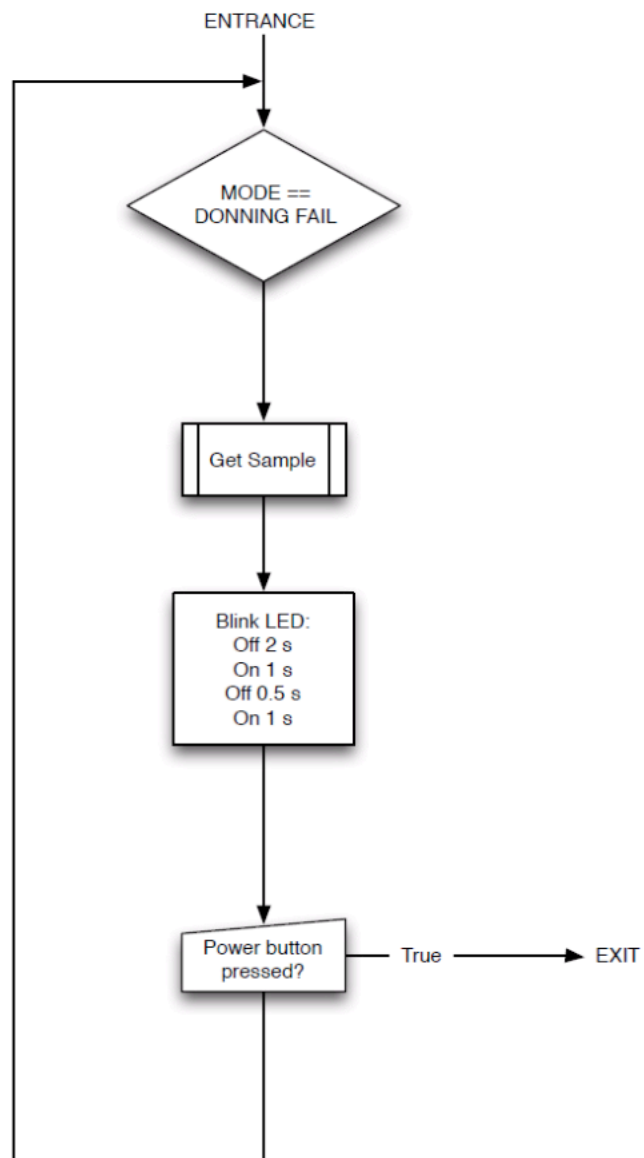 ENTRANCE
MODE ==
DONNING FAIL
Get Sample
Blink LED:
Off 2 s
On 1 s
Off 0.5 s
On 1 s
Power button
pressed?
True
EXIT